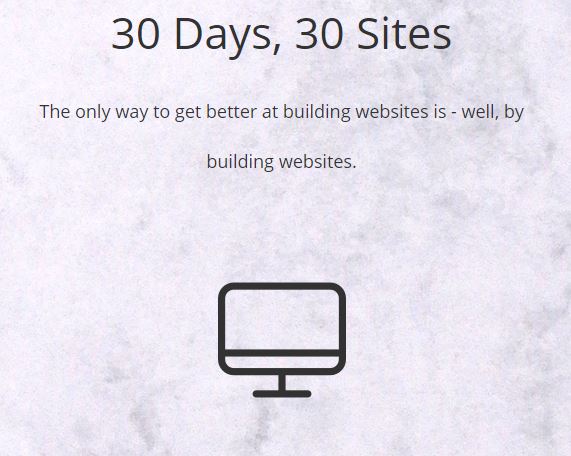 30 Days, 30 Sites
The only way to get better at building websites is - well, by
building websites.